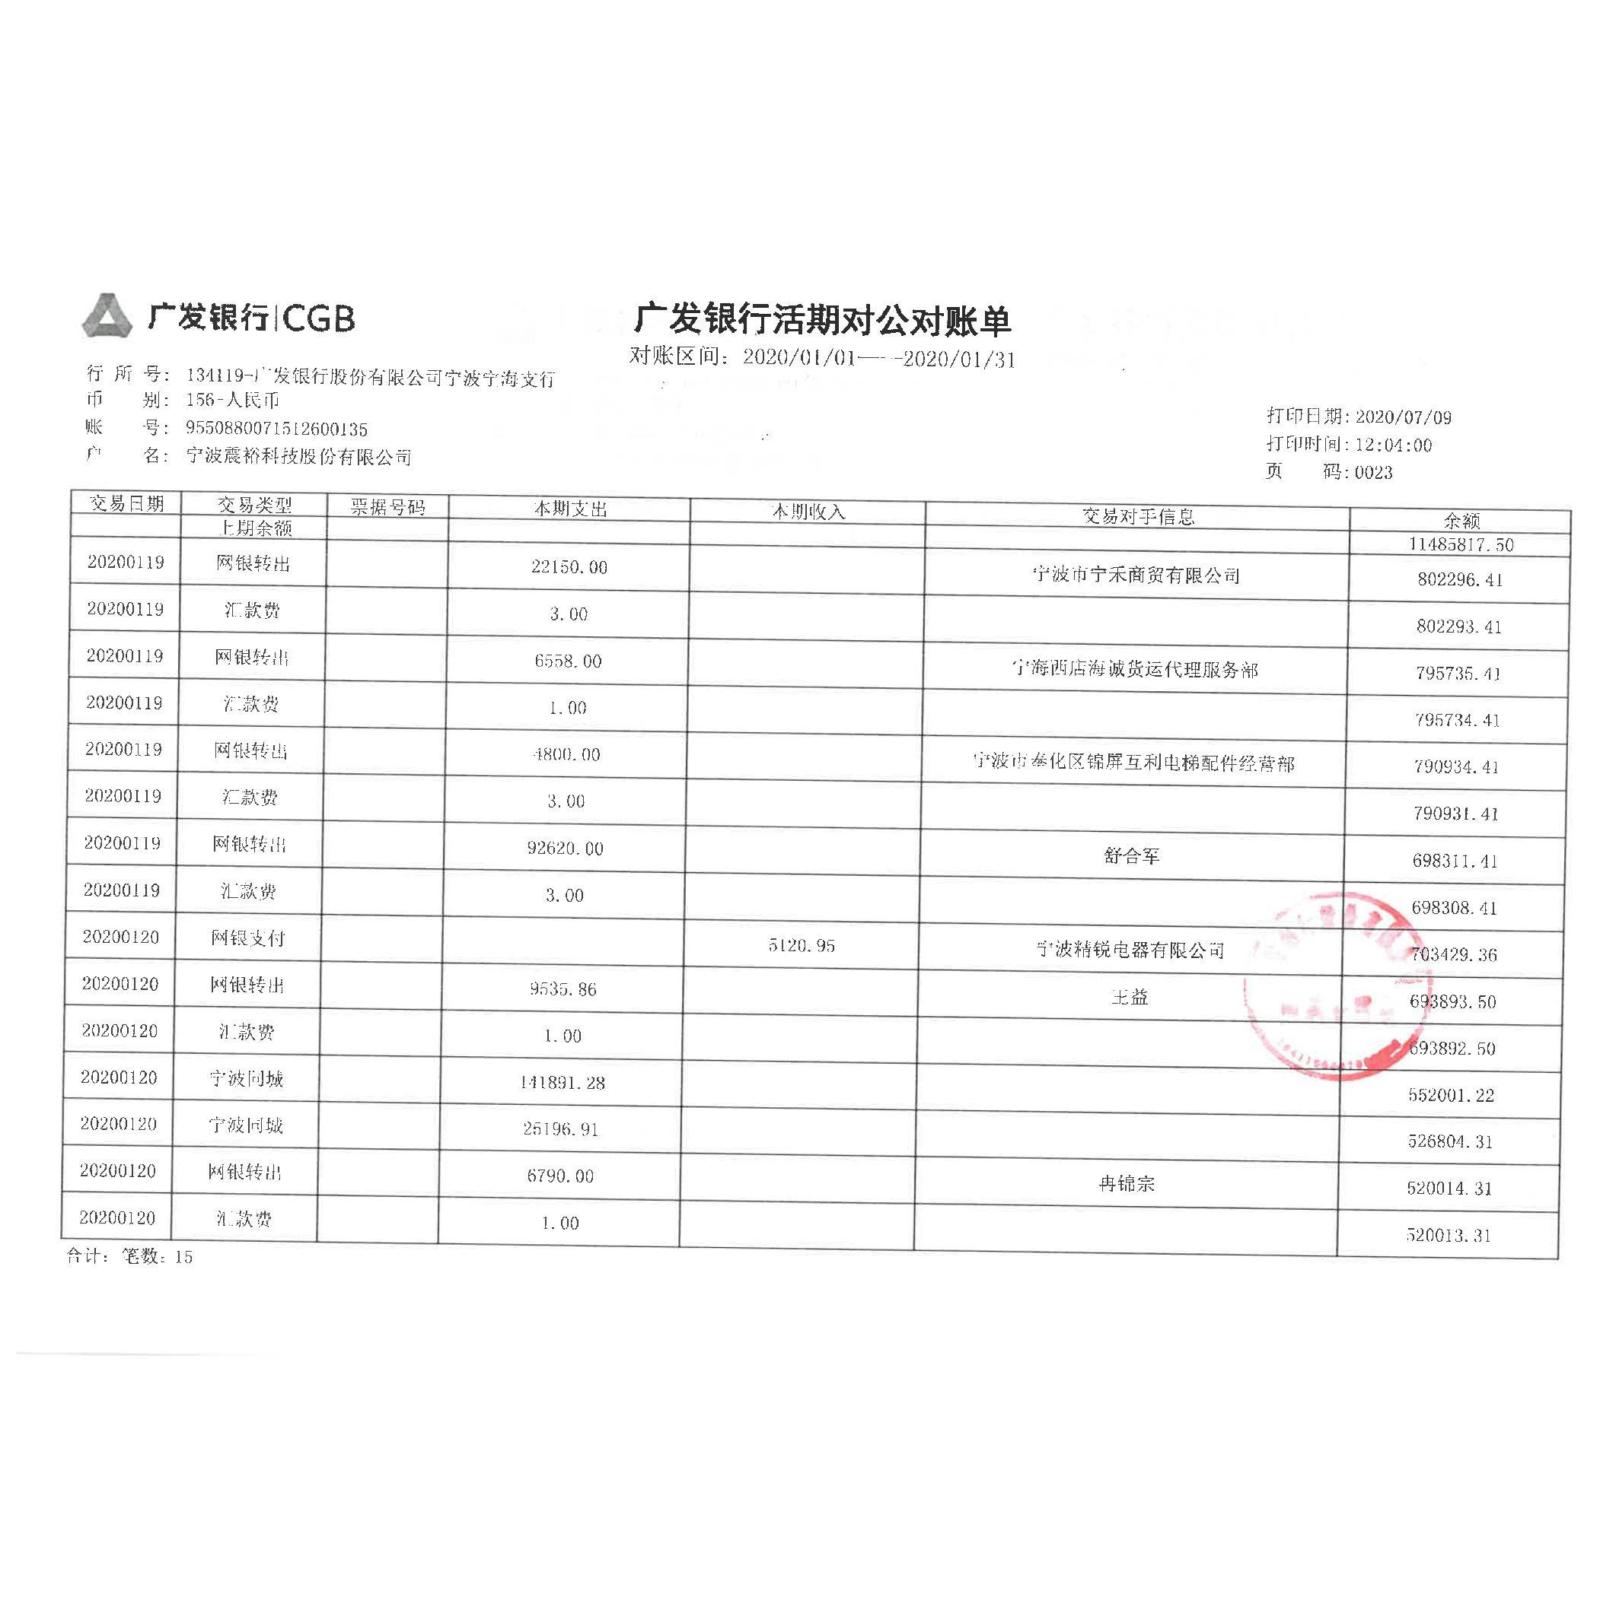 广发银行|CGB
广发银行活期对公对账单
对账区间：2020/01/01——--2020/01/31
行所号：134119-广发银行股份有限公司宁波宁海支行
币 别：156-人民币
账 号：9550880071512600135
户 名：宁波震裕科技股份有限公司
打印日期：2020/07/09
打印时间：12:04:00
页 码：0023
交易日期 交易类型 票据号码 本期支出 本期收入 交易对手信息 余额
上期余额 11485817.50
20200119 网银转出 22150.00 宁波市宁禾商贸有限公司 802296.41
20200119 汇款费 3.00 802293.41
20200119 网银转出 6558.00 宁海西店海诚货运代理服务部 795735.41
20200119 汇款费 1.00 795734.41
20200119 网银转出 4800.00 宁波市奉化区锦屏互利电梯配件经营部 790934.41
20200119 汇款费 3.00 790931.41
20200119 网银转出 92620.00 舒合军 698311.41
20200119 汇款费 3.00 698308.41
20200120 网银支付 5120.95 宁波精锐电器有限公司 703429.36
20200120 网银转出 9535.86 王益 693893.50
20200120 汇款费 1.00 693892.50
20200120 宁波同城 141891.28 552001.22
20200120 宁波同城 25196.91 526804.31
20200120 网银转出 6790.00 冉锦宗 520014.31
20200120 汇款费 1.00 520013.31
合计：笔数：15